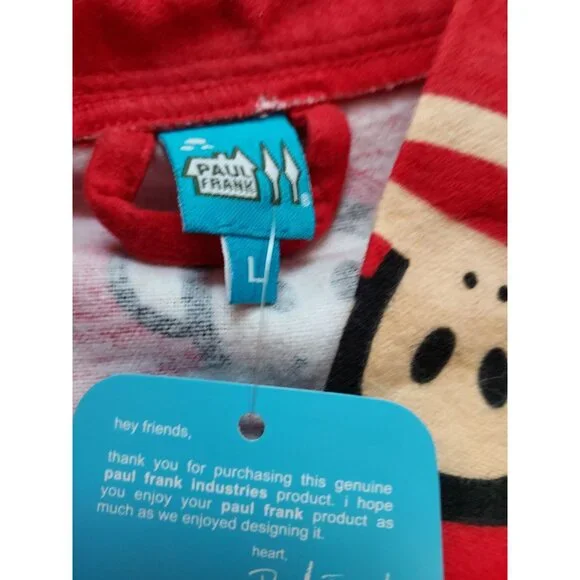 PAUL
FRANK
®
L
hey friends,
thank you for purchasing this genuine
paul frank industries product. i hope
you enjoy your paul frank product as
much as we enjoyed designing it.
heart,